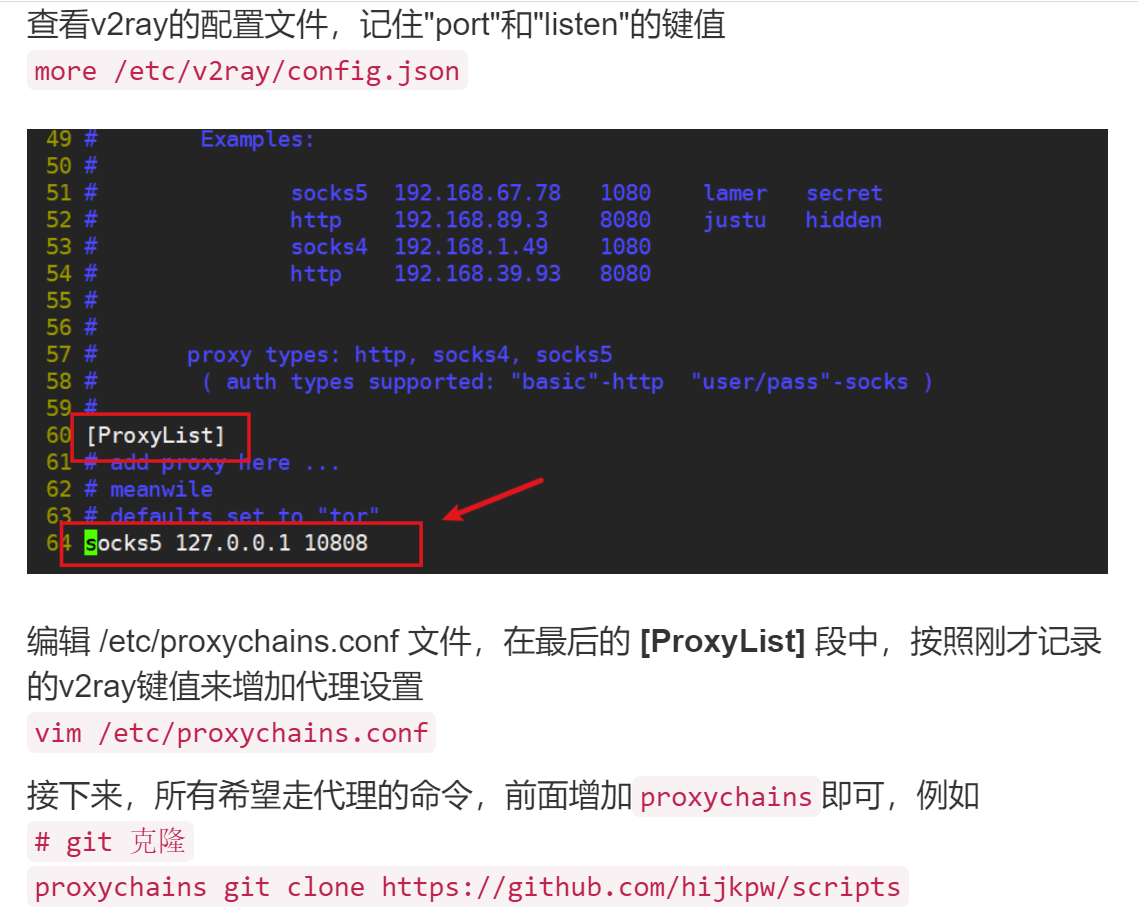 查看v2ray的配置文件，记住"port"和"listen"的键值
more /etc/v2ray/config.json
49 #        Examples:
50 #
51 #               socks5  192.168.67.78   1080    lamer   secret
52 #               http    192.168.89.3    8080    justu   hidden
53 #               socks4  192.168.1.49    1080
54 #               http    192.168.39.93   8080
55 #
56 #
57 #       proxy types: http, socks4, socks5
58 #        ( auth types supported: "basic"-http  "user/pass"-socks )
59 #
60 [ProxyList]
61 # add proxy here ...
62 # meanwile
63 # defaults set to "tor"
64 socks5 127.0.0.1 10808
编辑 /etc/proxychains.conf 文件，在最后的 [ProxyList] 段中，按照刚才记录
的v2ray键值来增加代理设置
vim /etc/proxychains.conf
接下来，所有希望走代理的命令，前面增加 proxychains 即可，例如
# git 克隆
proxychains git clone https://github.com/hijkpw/scripts